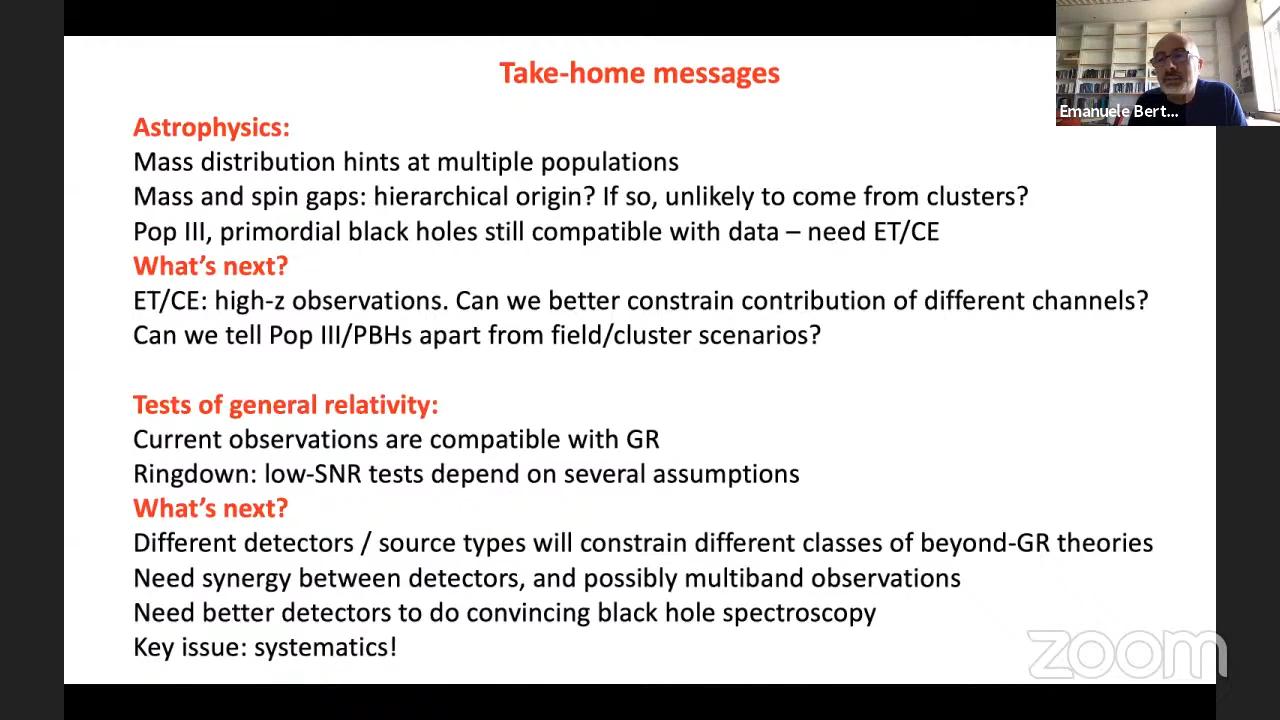 Take-home messages
Emanuele Bert...
Astrophysics:
Mass distribution hints at multiple populations
Mass and spin gaps: hierarchical origin? If so, unlikely to come from clusters?
Pop III, primordial black holes still compatible with data – need ET/CE
What's next?
ET/CE: high-z observations. Can we better constrain contribution of different channels?
Can we tell Pop III/PBHs apart from field/cluster scenarios?
Tests of general relativity:
Current observations are compatible with GR
Ringdown: low-SNR tests depend on several assumptions
What's next?
Different detectors / source types will constrain different classes of beyond-GR theories
Need synergy between detectors, and possibly multiband observations
Need better detectors to do convincing black hole spectroscopy
Key issue: systematics!
zoom